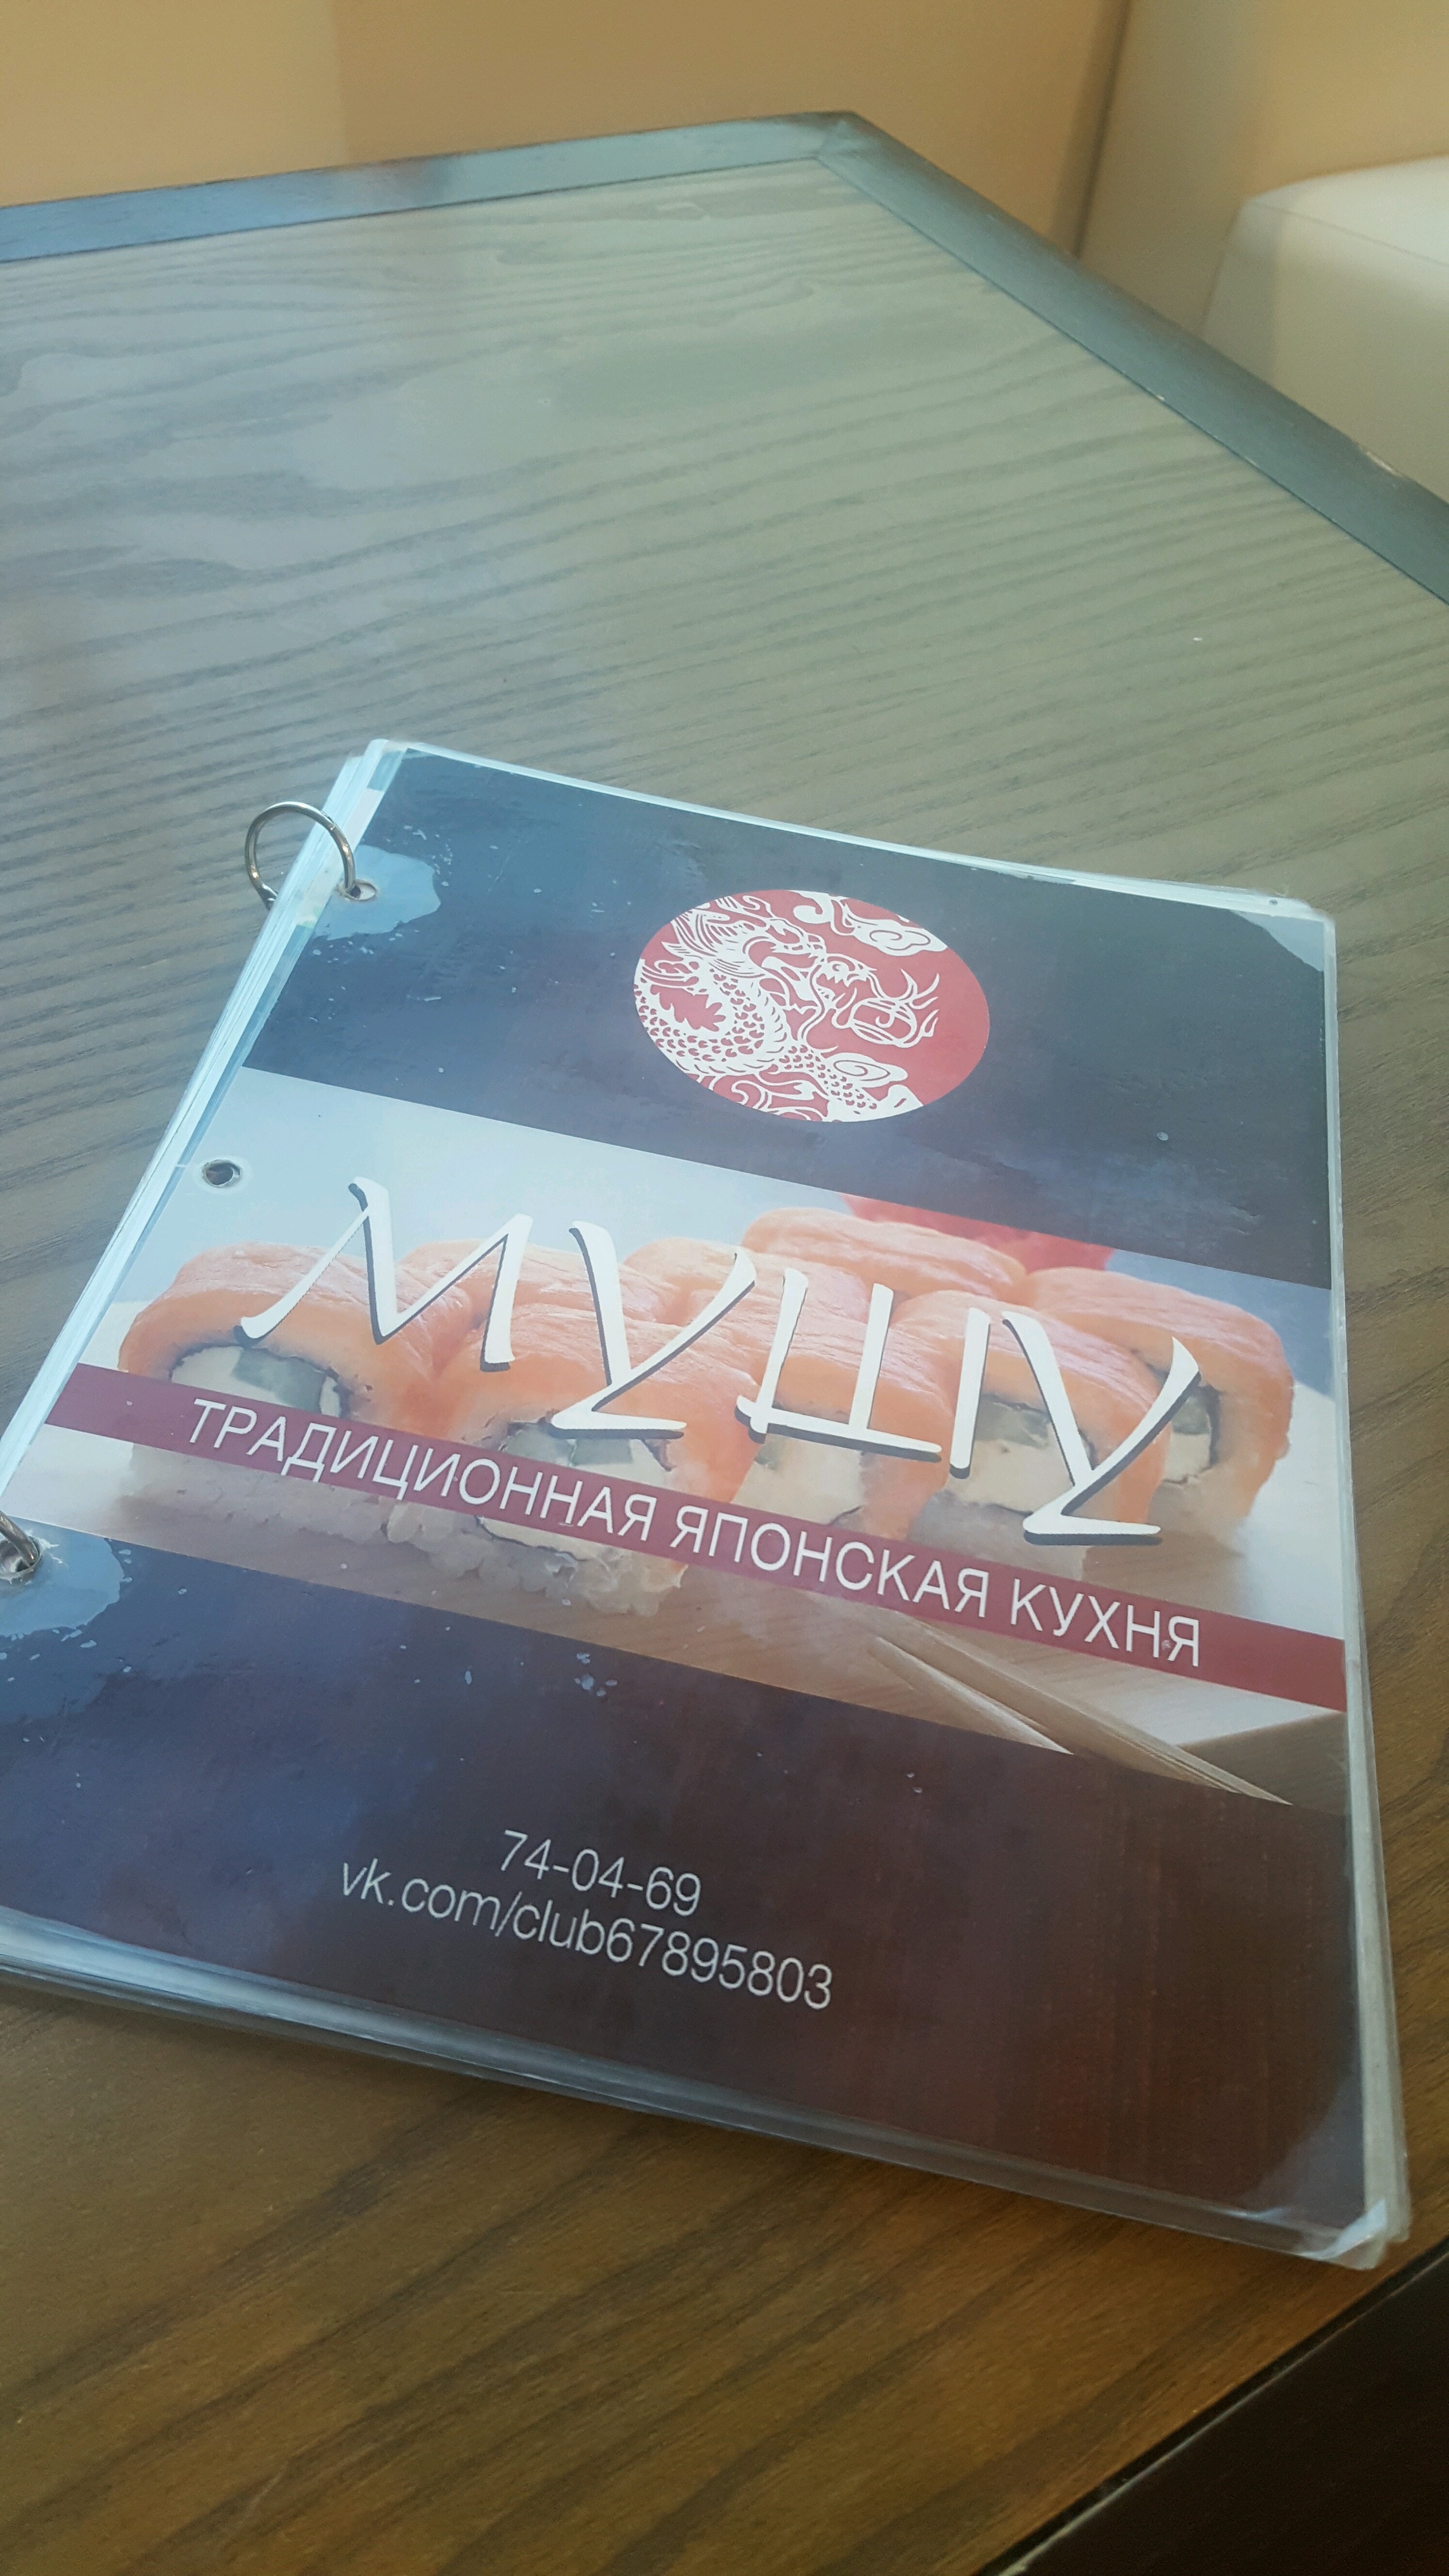 МУШУ
ТРАДИЦИОННАЯ ЯПОНСКАЯ КУХНЯ
74-04-69
vk.com/club67895803